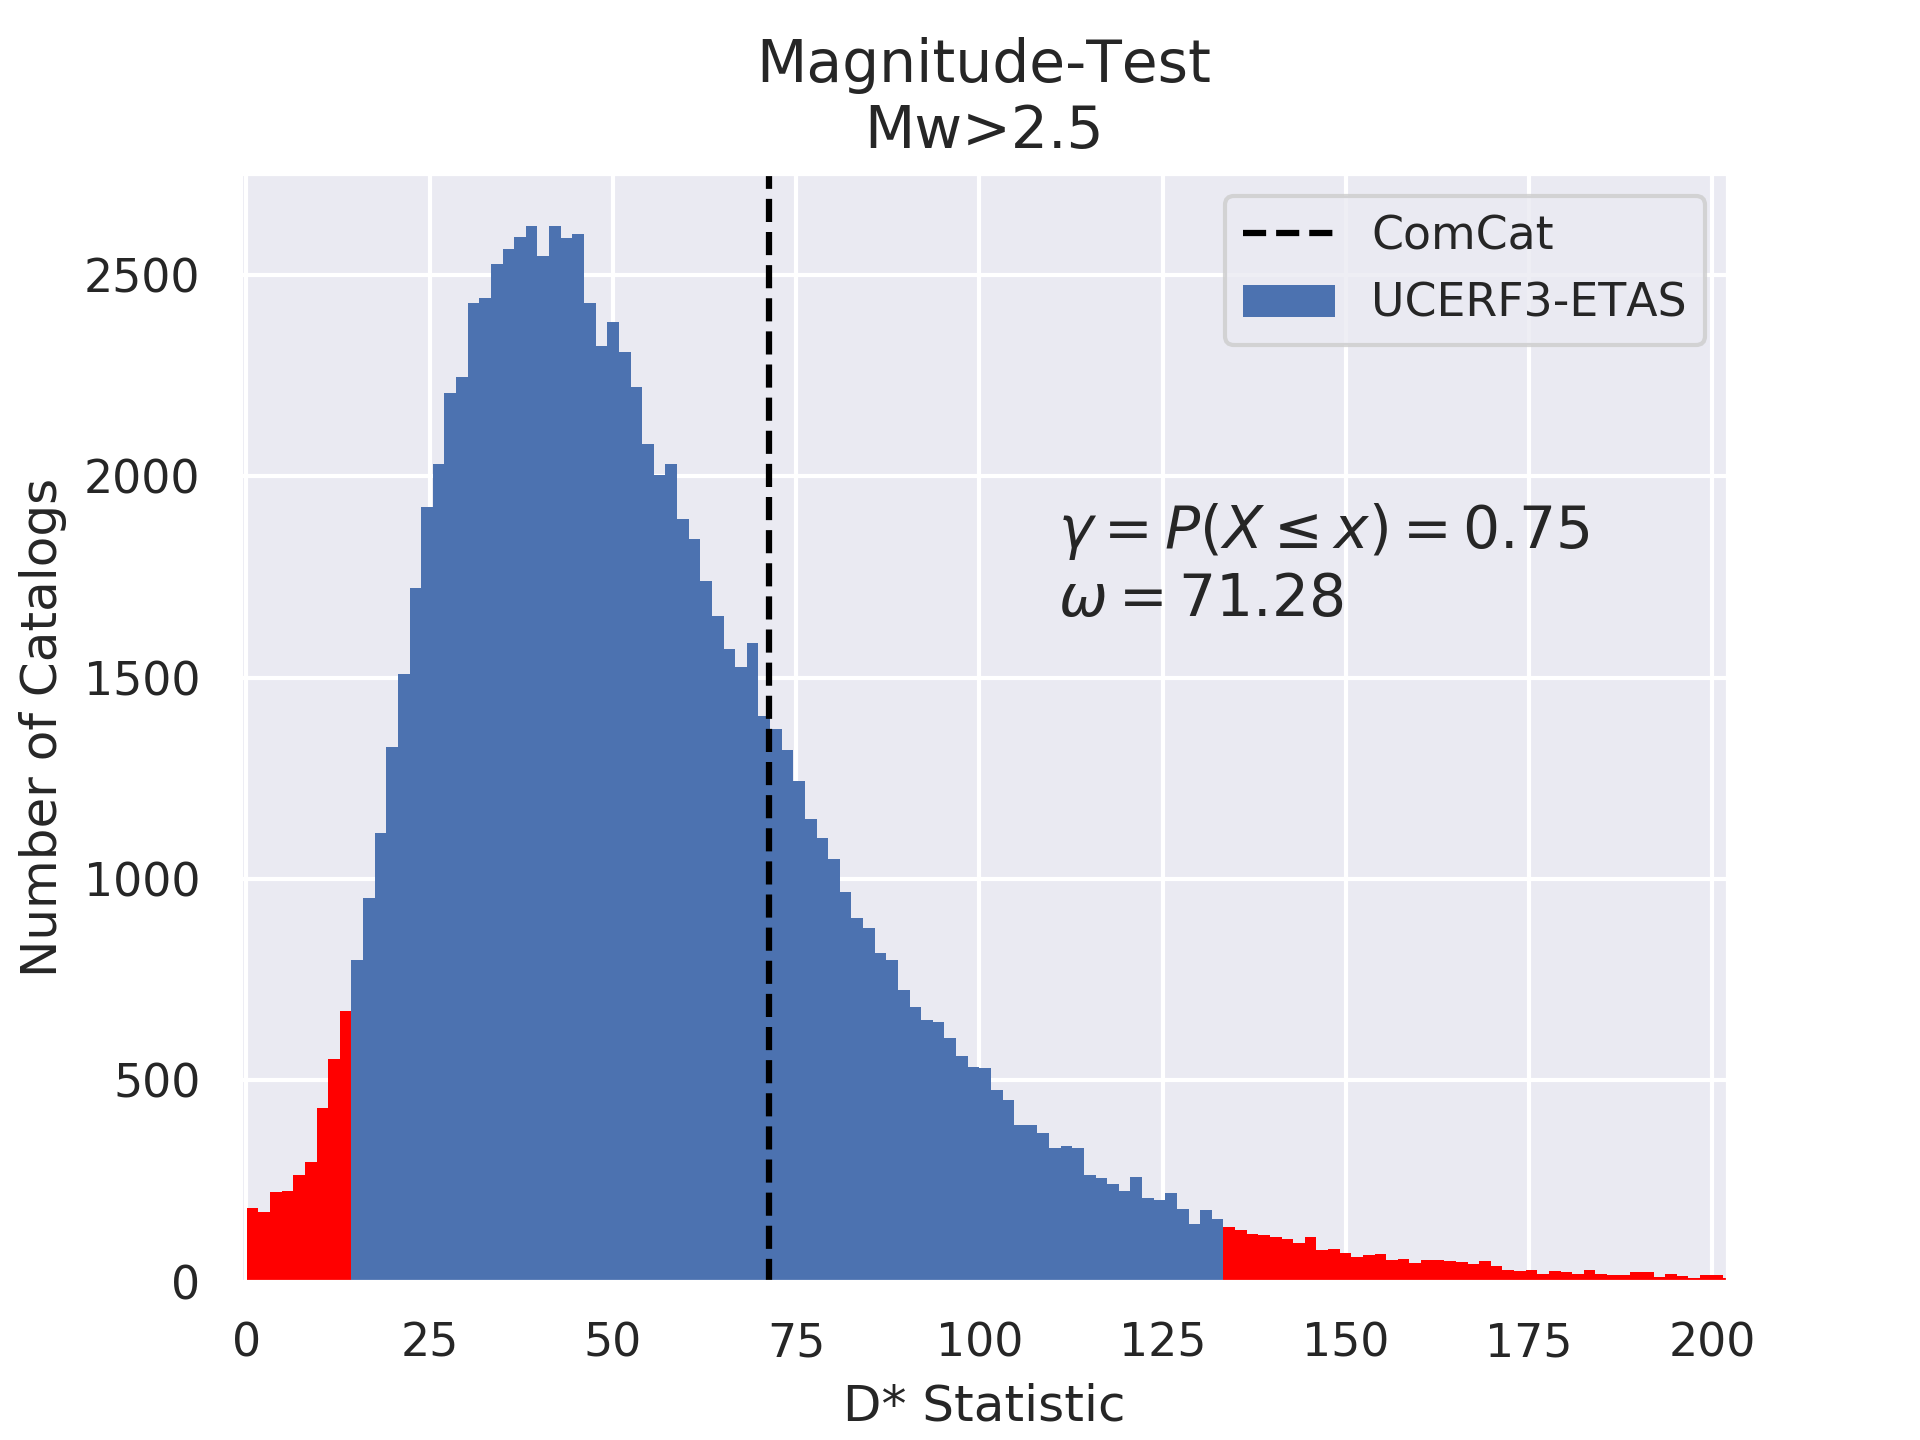 Magnitude-Test
Mw>2.5
ComCat
UCERF3-ETAS
γ = P(X ≤ x) = 0.75
ω = 71.28
Number of Catalogs
2500
2000
1500
1000
500
0
0 25 50 75 100 125 150 175 200
D* Statistic